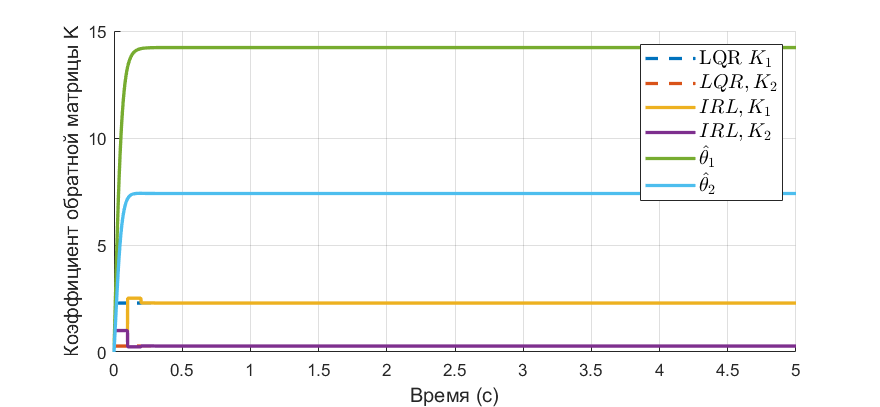 Коэффициент обратной матрицы K
15
10
5
0
0
0.5
1
1.5
2
2.5
3
3.5
4
4.5
5
Время (с)
LQR K₁
LQR, K₂
IRL, K₁
IRL, K₂
θ̂₁
θ̂₂